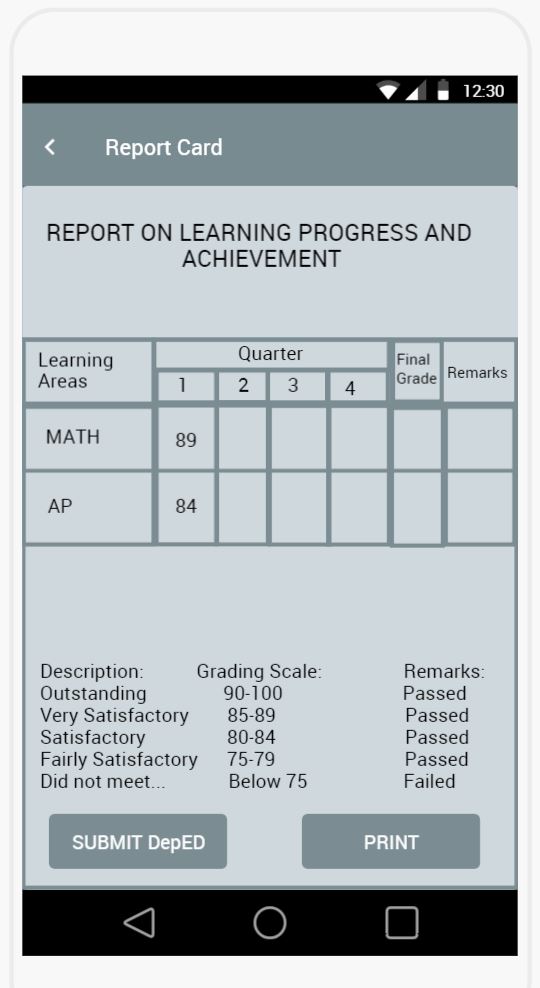 12:30
Report Card
REPORT ON LEARNING PROGRESS AND
ACHIEVEMENT
Learning Areas Quarter Final Grade Remarks
1 2 3 4
MATH 89
AP 84
Description: Grading Scale: Remarks:
Outstanding 90-100 Passed
Very Satisfactory 85-89 Passed
Satisfactory 80-84 Passed
Fairly Satisfactory 75-79 Passed
Did not meet... Below 75 Failed
SUBMIT DepED PRINT